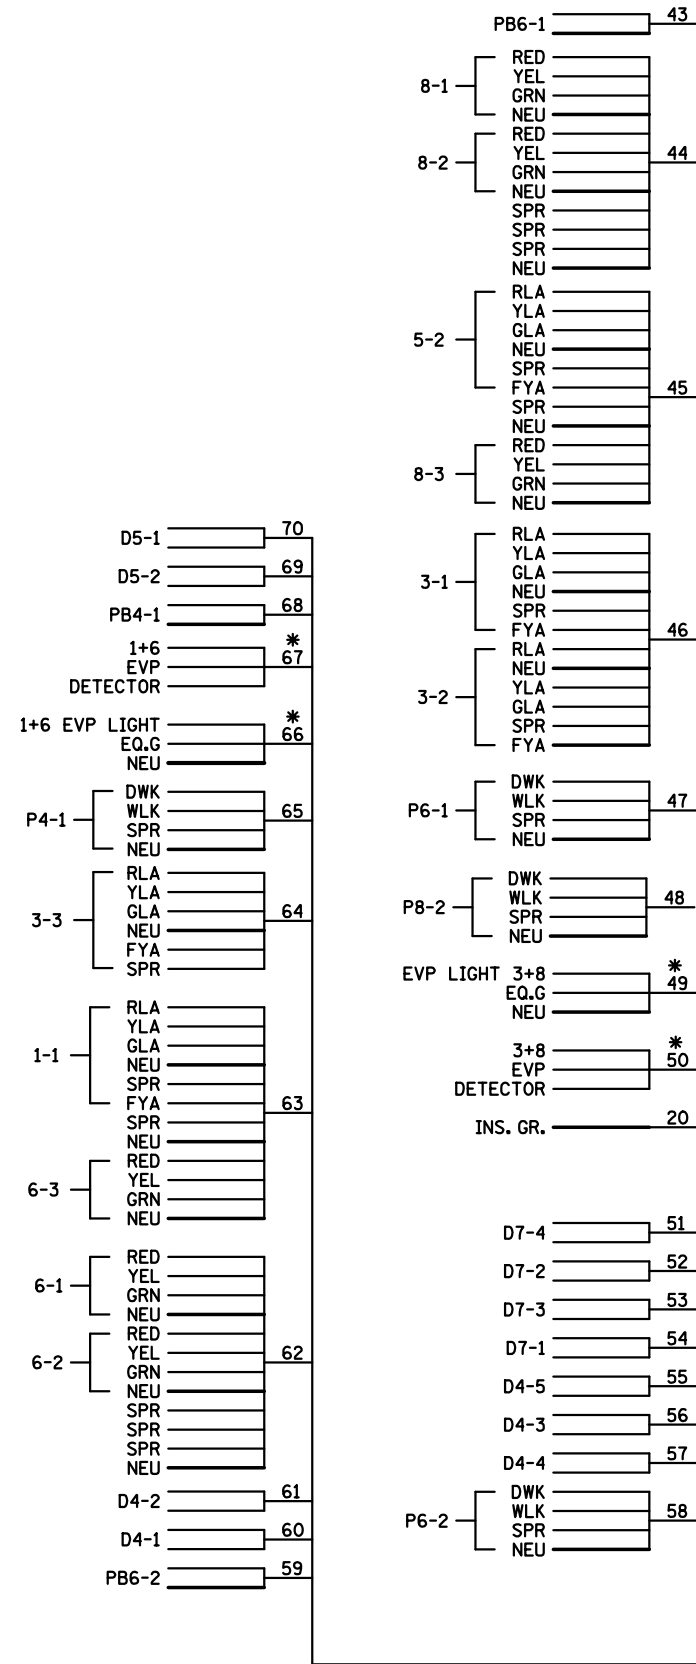 PB6-1 43
RED
YEL
8-1
GRN
NEU
RED
YEL 44
8-2
GRN
NEU
SPR
SPR
SPR
NEU
RLA
YLA
GLA
5-2
NEU
SPR
FYA 45
SPR
NEU
RED
YEL
8-3
GRN
NEU
RLA
YLA
GLA
3-1
NEU
SPR
FYA 46
RLA
NEU
YLA
3-2
GLA
SPR
FYA
DWK
WLK 47
P6-1
SPR
NEU
DWK
WLK 48
P8-2
SPR
NEU
EVP LIGHT 3+8 *
EQ.G 49
NEU
3+8 *
EVP 50
DETECTOR
INS. GR. 20
D7-4 51
D7-2 52
D7-3 53
D7-1 54
D4-5 55
D4-3 56
D4-4 57
DWK
WLK 58
P6-2
SPR
NEU
D5-1 70
D5-2 69
PB4-1 68
1+6 *
EVP 67
DETECTOR
1+6 EVP LIGHT *
EQ.G 66
NEU
DWK
WLK 65
P4-1
SPR
NEU
RLA
YLA
GLA 64
3-3
NEU
FYA
SPR
RLA
YLA
GLA
1-1
NEU
SPR
FYA 63
SPR
NEU
RED
YEL
6-3
GRN
NEU
RED
YEL
6-1
GRN
NEU
RED
YEL 62
6-2
GRN
NEU
SPR
SPR
SPR
NEU
D4-2 61
D4-1 60
PB6-2 59